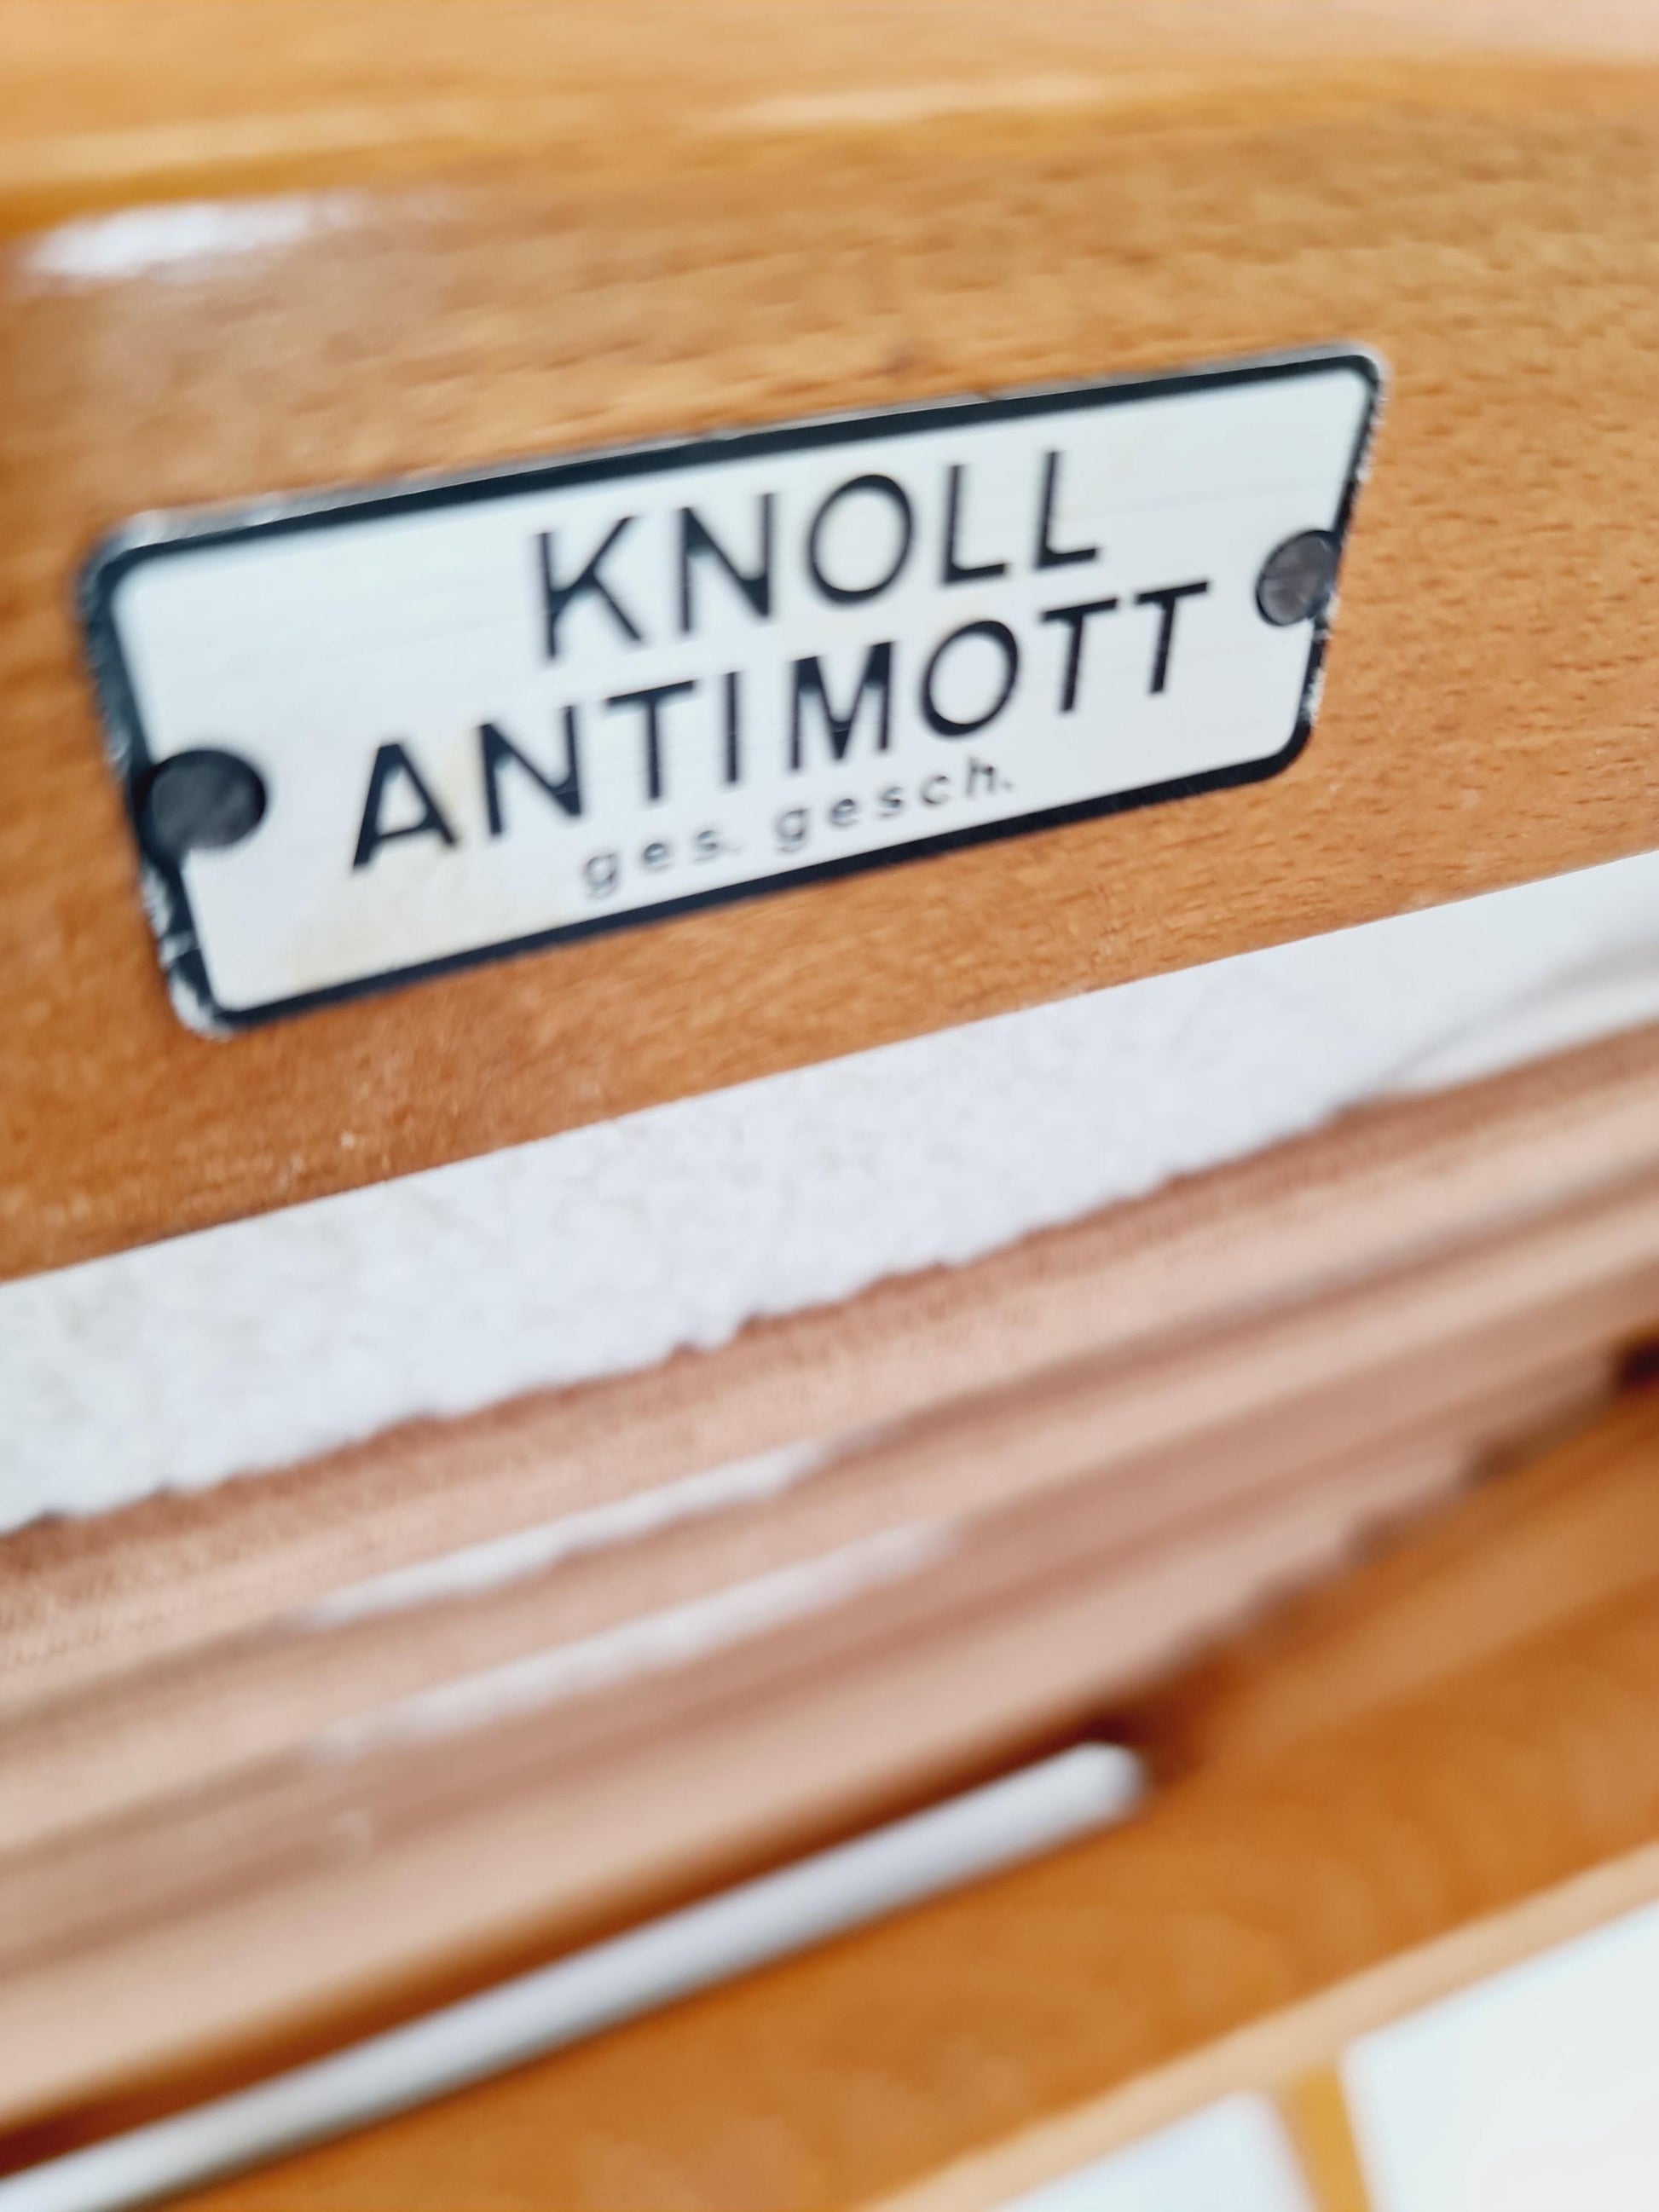 KNOLL
ANTIMOTT
ges. gesch.